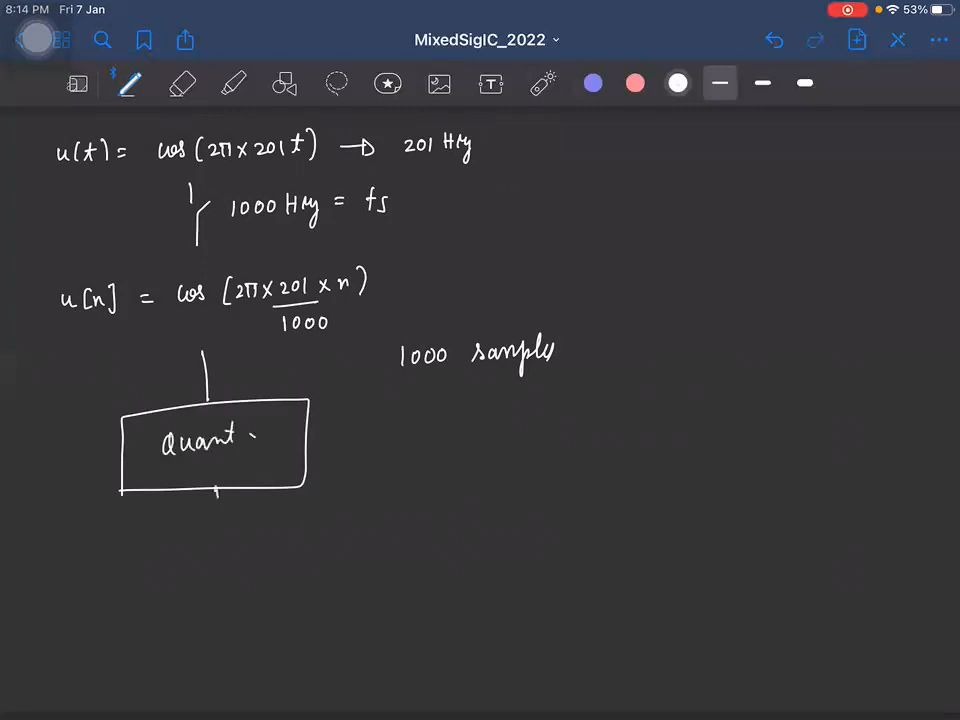 8:14 PM Fri 7 Jan
53%
MixedSigIC_2022
T
u(t) = cos(2π × 201 t) → 201 Hz
1000 Hz = fs
u[n] = cos[2π × 201 × n)
1000
1000 samples
Quant.